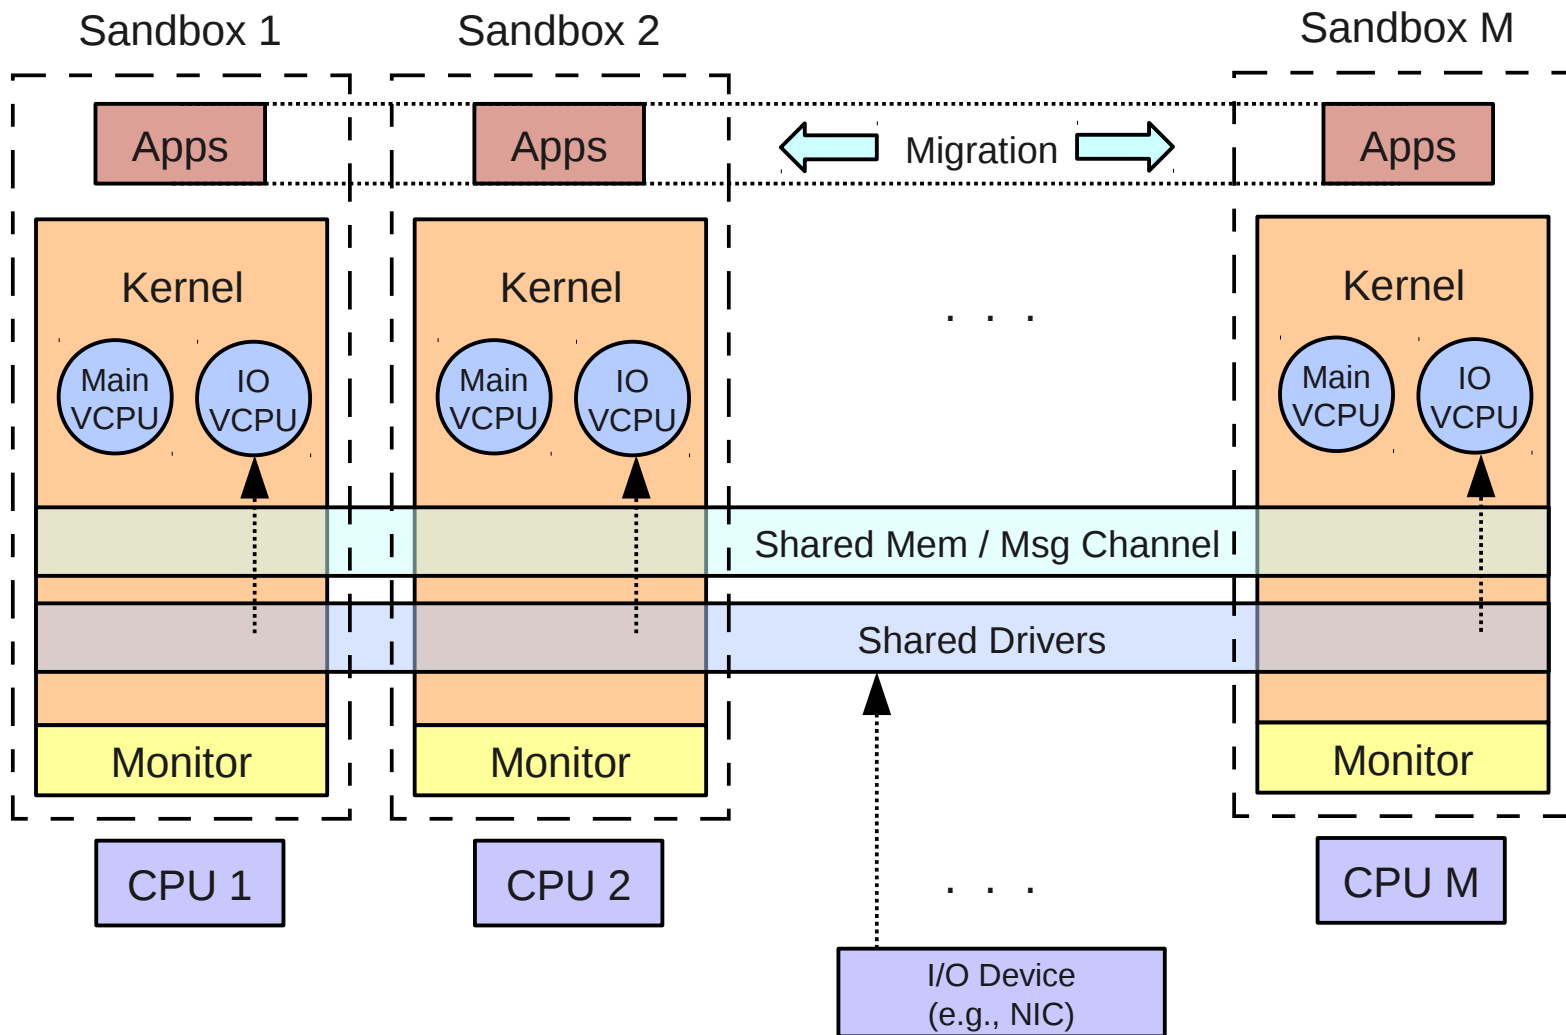 Sandbox 1
Sandbox 2
Sandbox M
Apps
Apps
Migration
Apps
Kernel
Kernel
. . .
Kernel
Main
VCPU
IO
VCPU
Main
VCPU
IO
VCPU
Main
VCPU
IO
VCPU
Shared Mem / Msg Channel
Shared Drivers
Monitor
Monitor
Monitor
CPU 1
CPU 2
. . .
CPU M
I/O Device
(e.g., NIC)